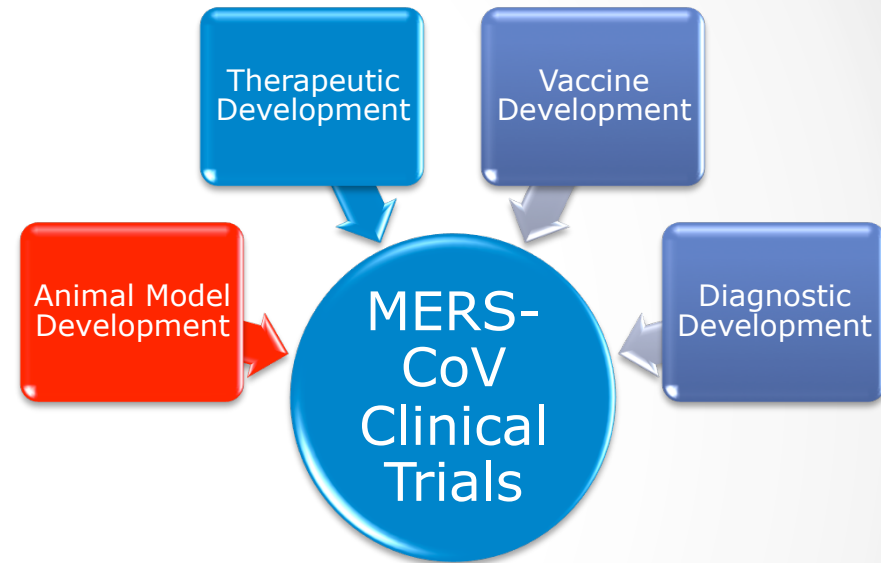 Therapeutic
Development
Vaccine
Development
Animal Model
Development
MERS-
CoV
Clinical
Trials
Diagnostic
Development